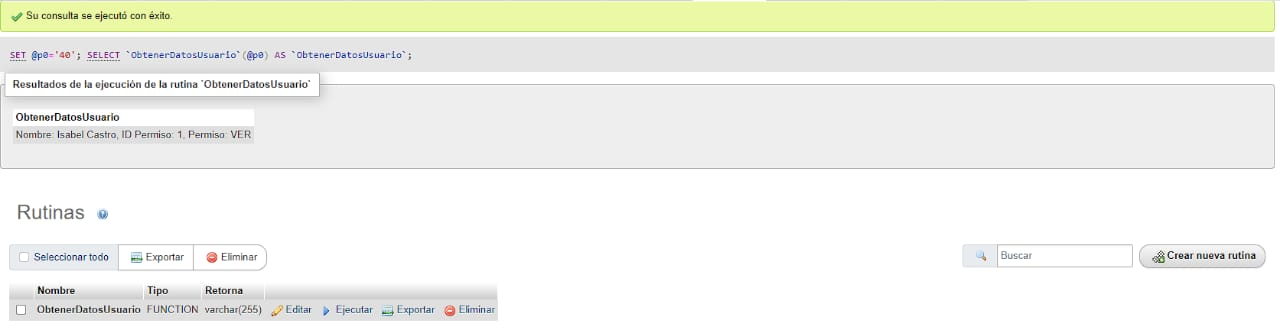 Su consulta se ejecutó con éxito.
SET @p0='40'; SELECT `ObtenerDatosUsuario`(@p0) AS `ObtenerDatosUsuario`;
Resultados de la ejecución de la rutina `ObtenerDatosUsuario`
ObtenerDatosUsuario
Nombre: Isabel Castro, ID Permiso: 1, Permiso: VER
Rutinas
Seleccionar todo Exportar Eliminar Buscar Crear nueva rutina
Nombre Tipo Retorna
ObtenerDatosUsuario FUNCTION varchar(255) Editar Ejecutar Exportar Eliminar